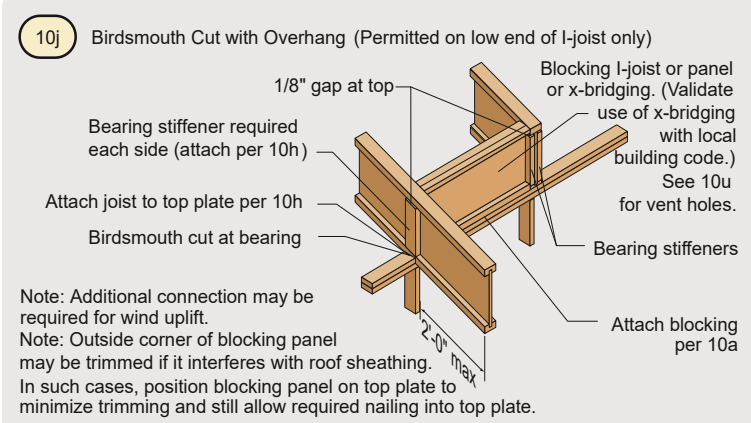 10j Birdsmouth Cut with Overhang (Permitted on low end of I-joist only)
1/8" gap at top
Blocking I-joist or panel
or x-bridging. (Validate
use of x-bridging
with local
building code.)
See 10u
for vent holes.
Bearing stiffener required
each side (attach per 10h)
Attach joist to top plate per 10h
Birdsmouth cut at bearing
Bearing stiffeners
Attach blocking
per 10a
2'-0" max
Note: Additional connection may be
required for wind uplift.
Note: Outside corner of blocking panel
may be trimmed if it interferes with roof sheathing.
In such cases, position blocking panel on top plate to
minimize trimming and still allow required nailing into top plate.